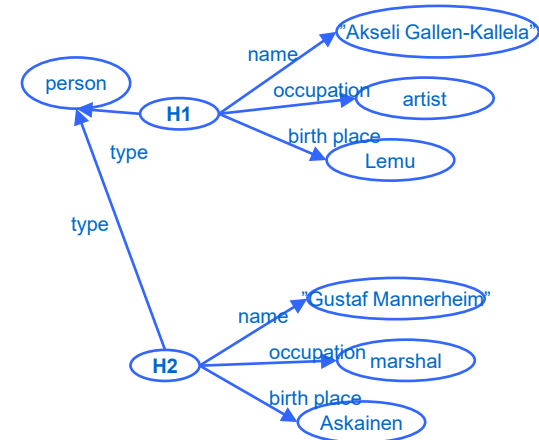 "Akseli Gallen-Kallela"
name
person
occupation
artist
H1
birth place
type
Lemu
type
"Gustaf Mannerheim"
name
occupation
marshal
H2
birth place
Askainen